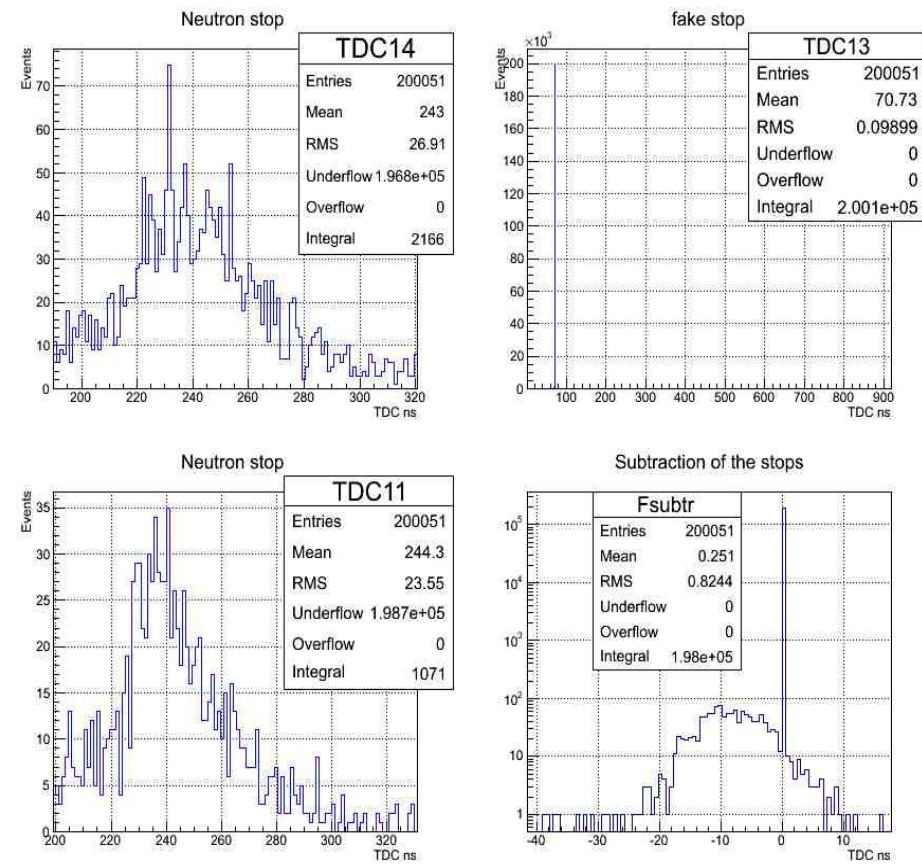 Neutron stop
TDC14
Entries 200051
Mean 243
RMS 26.91
Underflow 1.968e+05
Overflow 0
Integral 2166
Events
70
60
50
40
30
20
10
0
200 220 240 260 280 300 320
TDC ns
fake stop
TDC13
Entries 200051
Mean 70.73
RMS 0.09899
Underflow 0
Overflow 0
Integral 2.001e+05
×10³
Events
200
180
160
140
120
100
80
60
40
20
0
100 200 300 400 500 600 700 800 900
TDC ns
Neutron stop
TDC11
Entries 200051
Mean 244.3
RMS 23.55
Underflow 1.987e+05
Overflow 0
Integral 1071
Events
35
30
25
20
15
10
5
0
200 220 240 260 280 300 320
TDC ns
Subtraction of the stops
Fsubtr
Entries 200051
Mean 0.251
RMS 0.8244
Underflow 0
Overflow 0
Integral 1.98e+05
10⁵
10⁴
10³
10²
10
1
-40 -30 -20 -10 0 10
TDC ns